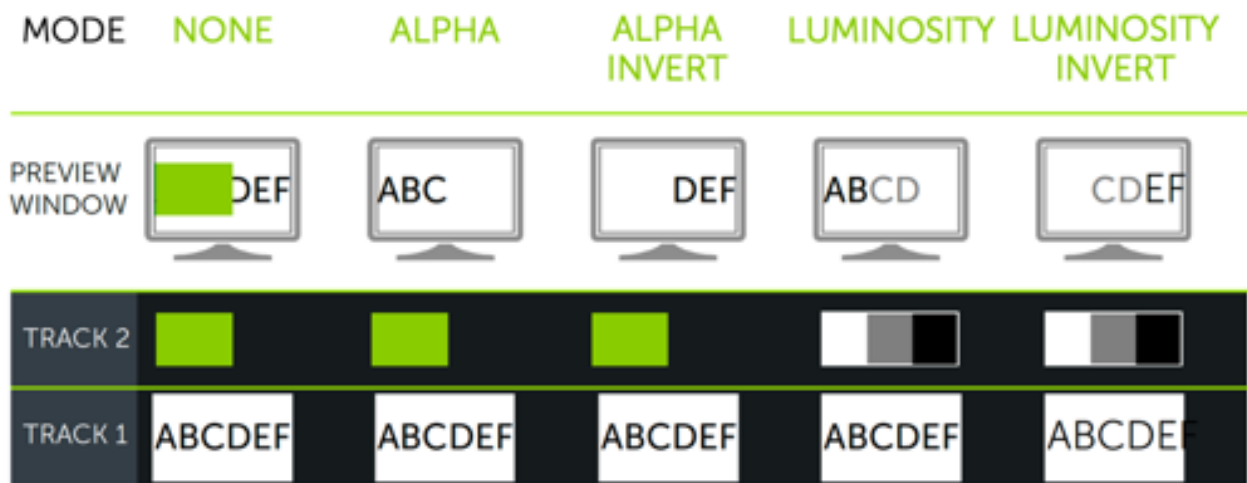 MODE NONE ALPHA ALPHA INVERT LUMINOSITY LUMINOSITY INVERT
PREVIEW WINDOW DEF ABC DEF ABCD CDEF
TRACK 2
TRACK 1 ABCDEF ABCDEF ABCDEF ABCDEF ABCDEF